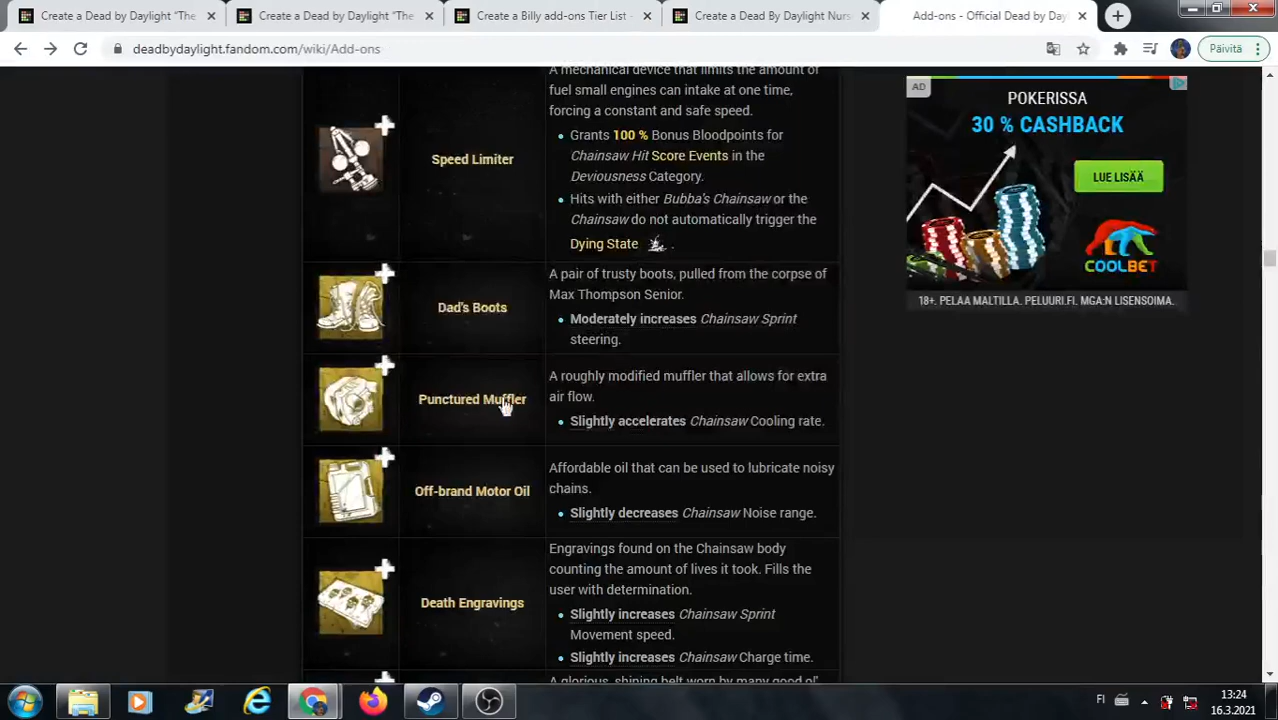 Create a Dead by Daylight "The
Create a Dead by Daylight "The
Create a Billy add-ons Tier List -
Create a Dead By Daylight Nurs
Add-ons - Official Dead by Day
deadbydaylight.fandom.com/wiki/Add-ons
Päivitä
A mechanical device that limits the amount of
fuel small engines can intake at one time,
forcing a constant and safe speed.
Speed Limiter
Grants 100 % Bonus Bloodpoints for
Chainsaw Hit Score Events in the
Deviousness Category.
Hits with either Bubba's Chainsaw or the
Chainsaw do not automatically trigger the
Dying State .
Dad's Boots
A pair of trusty boots, pulled from the corpse of
Max Thompson Senior.
Moderately increases Chainsaw Sprint
steering.
Punctured Muffler
A roughly modified muffler that allows for extra
air flow.
Slightly accelerates Chainsaw Cooling rate.
Off-brand Motor Oil
Affordable oil that can be used to lubricate noisy
chains.
Slightly decreases Chainsaw Noise range.
Death Engravings
Engravings found on the Chainsaw body
counting the amount of lives it took. Fills the
user with determination.
Slightly increases Chainsaw Sprint
Movement speed.
Slightly increases Chainsaw Charge time.
A glorious, shining belt worn by many good ol'
AD
POKERISSA
30 % CASHBACK
LUE LISÄÄ
COOLBET
18+. PELAA MALTILLA. PELUURI.FI. MGA:N LISENSOIMA.
FI
13:24
16.3.2021